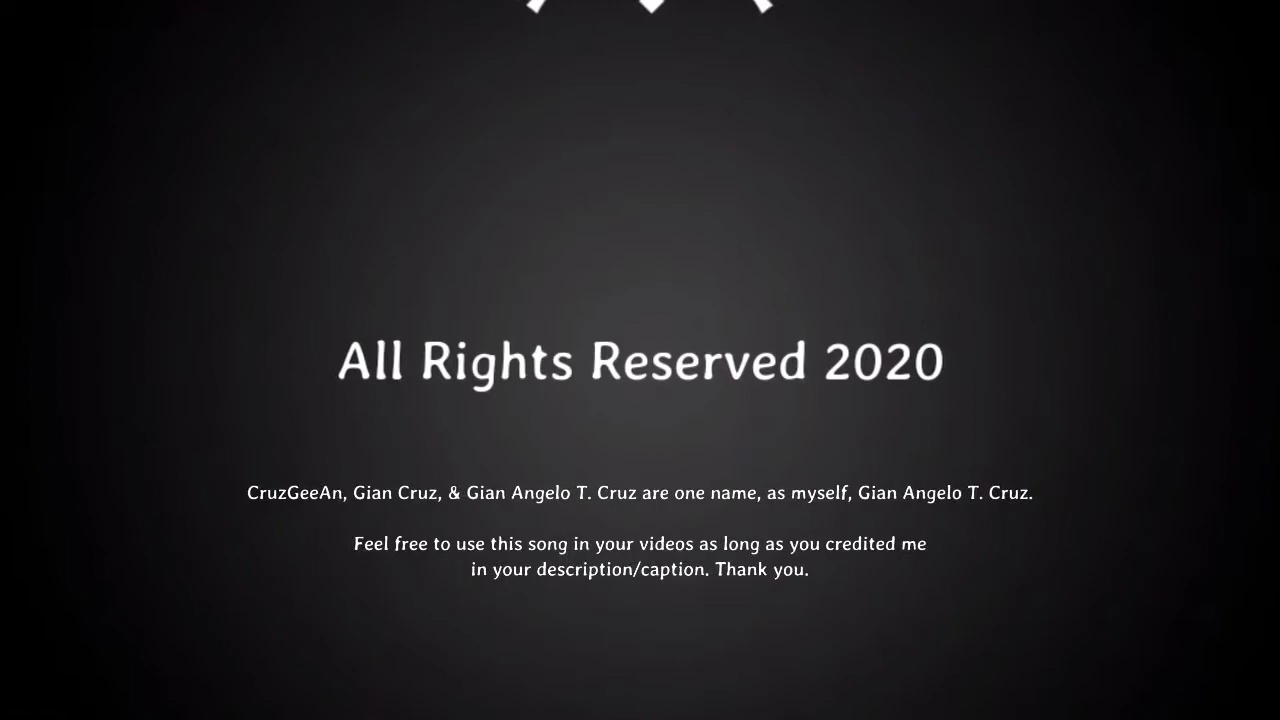 All Rights Reserved 2020
CruzGeeAn, Gian Cruz, & Gian Angelo T. Cruz are one name, as myself, Gian Angelo T. Cruz.
Feel free to use this song in your videos as long as you credited me
in your description/caption. Thank you.